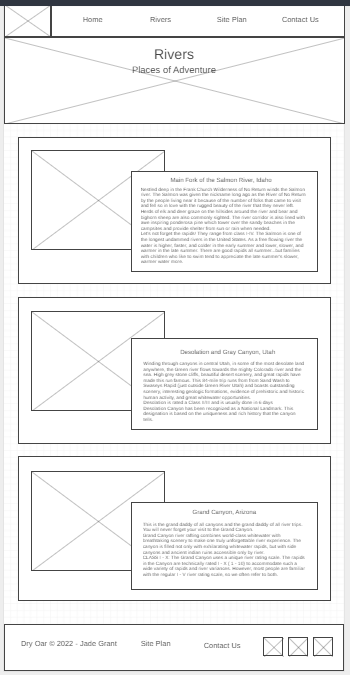 Home Rivers Site Plan Contact Us
Rivers
Places of Adventure
Main Fork of the Salmon River, Idaho
Nestled deep in the Frank Church Wilderness of No Return winds the Salmon
river. The Salmon was given the nickname long ago as the River of No Return
by the people living near it because of the number of folks that came to visit
and fell so in love with the rugged beauty of the river that they never left.
Herds of elk and deer graze on the hillsides around the river and bear and
bighorn sheep are also commonly sighted. The river corridor is also lined with
awe inspiring ponderosa pine which tower over the sandy beaches in the
campsites and provide shelter from sun or rain when needed.
Let's not forget the rapids! They range from class I-IV. The Salmon is one of
the longest undammed rivers in the United States. As a free flowing river the
water is higher, faster, and colder in the early summer and lower, slower, and
warmer in the late summer. There are good rapids all summer...but families
with children who like to swim tend to appreciate the late summer's slower, and
warmer water more.
Desolation and Gray Canyon, Utah
Winding through canyons in central Utah, in some of the most desolate land
anywhere, the Green river flows towards the mighty Colorado river and the
sea. High grey stone cliffs, beautiful desert scenery, and great rapids have
made this run famous. This 84-mile trip runs from from Sand Wash to
Swaseys Rapid (just outside Green River Utah) and boasts outstanding
scenery, interesting geologic formations, evidence of prehistoric and historic
human activity, and great whitewater opportunities.
Desolation is rated a Class II-III and is usually done in 5 days
Desolation Canyon has been recognized as a National Landmark. This
designation is based on the uniqueness and rich history that the canyon
tells.
Grand Canyon, Arizona
This is the grand daddy of all canyons and the grand daddy of all river trips.
You will never forget your visit to the Grand Canyon.
Grand Canyon river rafting combines world-class whitewater with
breathtaking scenery to make one truly unforgettable river experience. The
canyon is filled not only with exhilarating whitewater rapids, but with side
canyons and ancient Indian ruins accessible only by river.
CLASS I - X. The Grand Canyon uses a unique river rating scale. The rapids
in the Canyon are technically rated I - X (1 - 10) to accommodate such a
wide variety of rapids and river variances. However, most people are familiar
with the regular I - V river rating scale, so we often refer to both.
Dry Oar © 2022 - Jade Grant Site Plan Contact Us